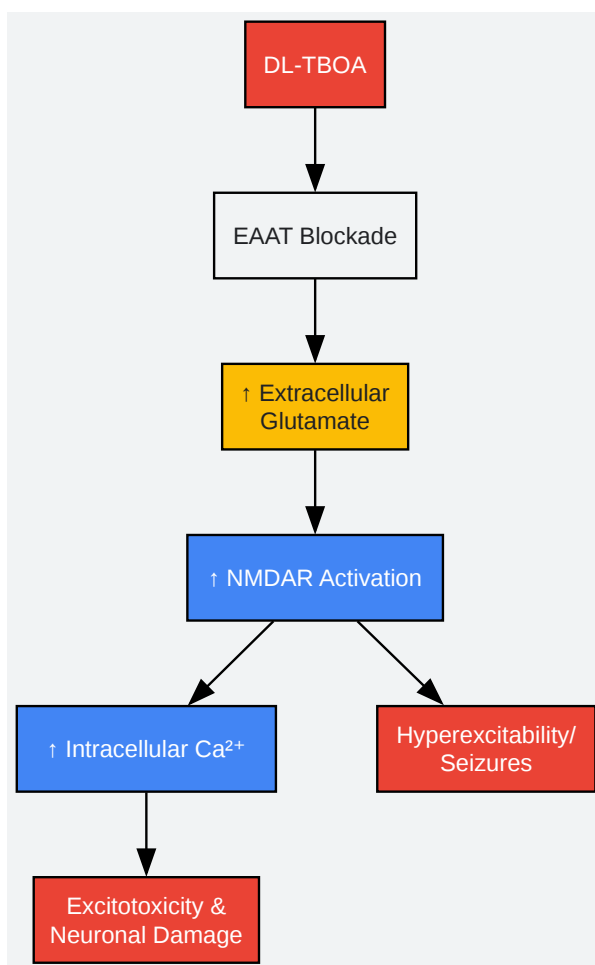 DL-TBOA
EAAT Blockade
↑ Extracellular
Glutamate
↑ NMDAR Activation
↑ Intracellular Ca²⁺
Hyperexcitability/
Seizures
Excitotoxicity &
Neuronal Damage